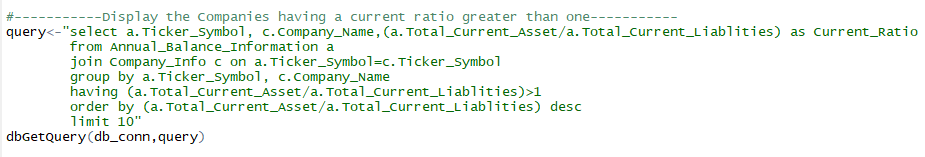 #-----------Display the Companies having a current ratio greater than one-----------
query<-"select a.Ticker_Symbol, c.Company_Name,(a.Total_Current_Asset/a.Total_Current_Liablities) as Current_Ratio
from Annual_Balance_Information a
join Company_Info c on a.Ticker_Symbol=c.Ticker_Symbol
group by a.Ticker_Symbol, c.Company_Name
having (a.Total_Current_Asset/a.Total_Current_Liablities)>1
order by (a.Total_Current_Asset/a.Total_Current_Liablities) desc
limit 10"
dbGetQuery(db_conn,query)